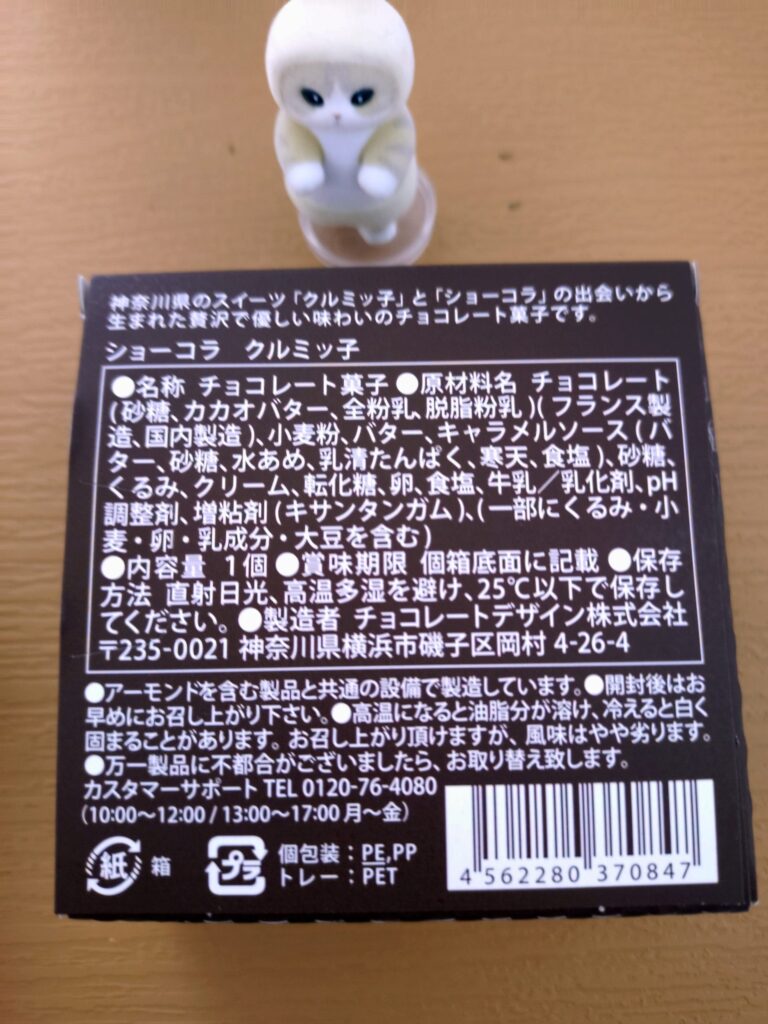 神奈川県のスイーツ「クルミッ子」と「ショーコラ」の出会いから
生まれた贅沢で優しい味わいのチョコレート菓子です。
ショーコラ クルミッ子
●名称 チョコレート菓子 ●原材料名 チョコレート
(砂糖、カカオバター、全粉乳、脱脂粉乳)(フランス製
造、国内製造)、小麦粉、バター、キャラメルソース(バ
ター、砂糖、水あめ、乳清たんぱく、寒天、食塩)、砂糖、
くるみ、クリーム、転化糖、卵、食塩、牛乳／乳化剤、pH
調整剤、増粘剤(キサンタンガム)、(一部にくるみ・小
麦・卵・乳成分・大豆を含む)
●内容量 1個 ●賞味期限 個箱底面に記載 ●保存
方法 直射日光、高温多湿を避け、25℃以下で保存し
てください。●製造者 チョコレートデザイン株式会社
〒235-0021 神奈川県横浜市磯子区岡村 4-26-4
●アーモンドを含む製品と共通の設備で製造しています。●開封後はお
早めにお召し上がり下さい。●高温になると油脂分が溶け、冷えると白く
固まることがあります。お召し上がり頂けますが、風味はやや劣ります。
●万一製品に不都合がございましたら、お取り替え致します。
カスタマーサポート TEL 0120-76-4080
(10:00～12:00 / 13:00～17:00 月～金)
紙 箱
プラ 個包装：PE,PP
トレー：PET
4 562280 370847